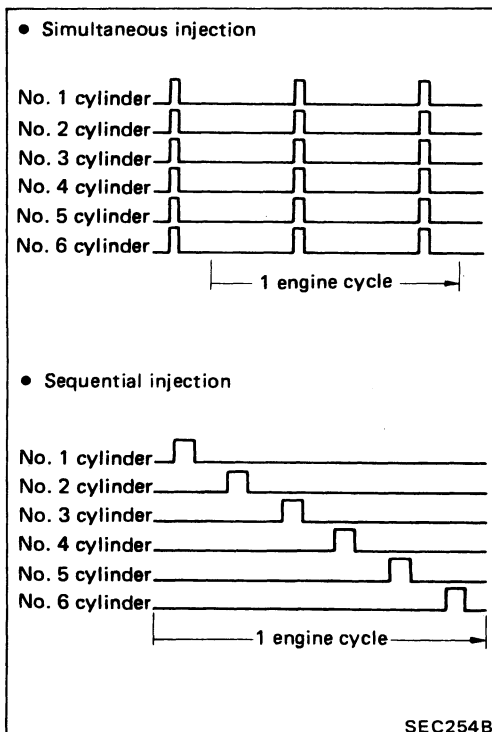 ● Simultaneous injection
No. 1 cylinder
No. 2 cylinder
No. 3 cylinder
No. 4 cylinder
No. 5 cylinder
No. 6 cylinder
1 engine cycle
● Sequential injection
No. 1 cylinder
No. 2 cylinder
No. 3 cylinder
No. 4 cylinder
No. 5 cylinder
No. 6 cylinder
1 engine cycle
SEC254B